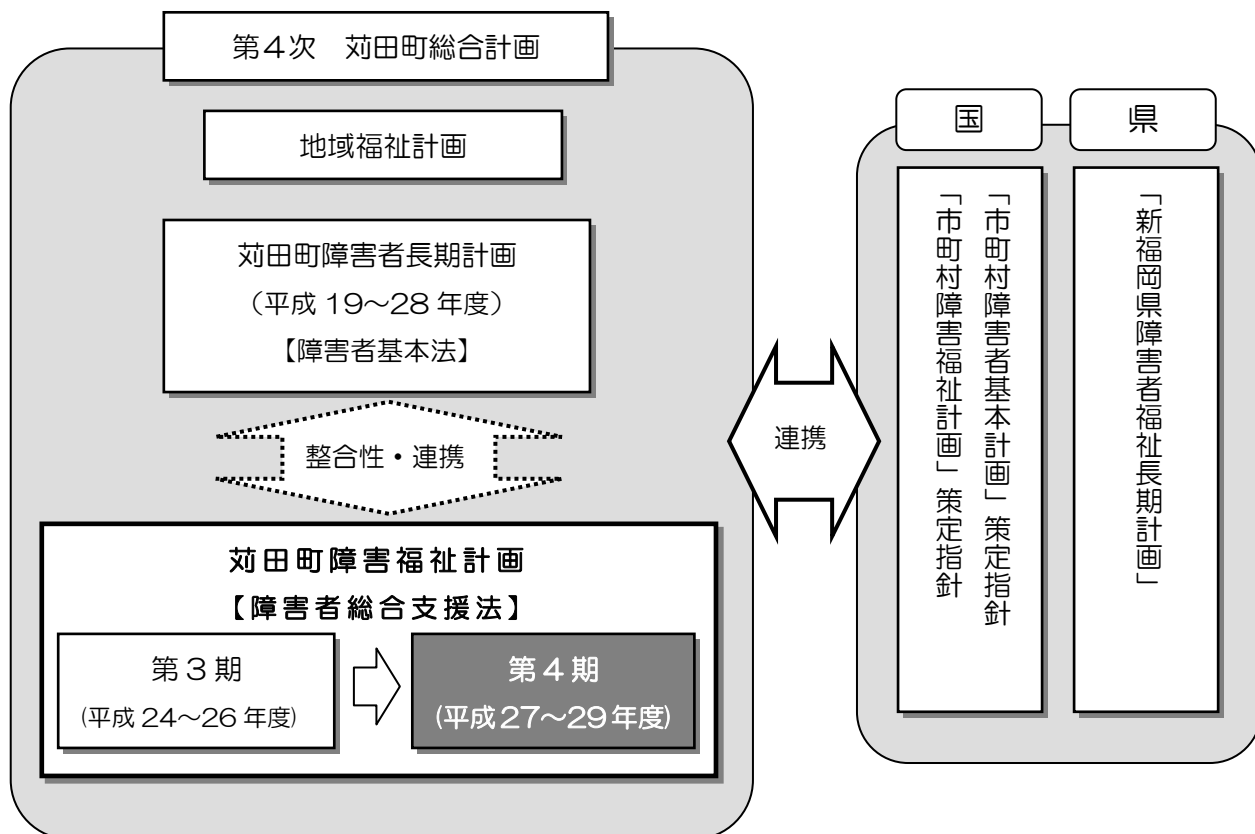 第4次　苅田町総合計画
地域福祉計画
苅田町障害者長期計画
（平成 19～28 年度）
【障害者基本法】
整合性・連携
苅田町障害福祉計画
【障害者総合支援法】
第３期
(平成 24～26 年度)
第４期
(平成27～29年度)
連携
国
「市町村障害者基本計画」策定指針
「市町村障害福祉計画」策定指針
県
「新福岡県障害者福祉長期計画」